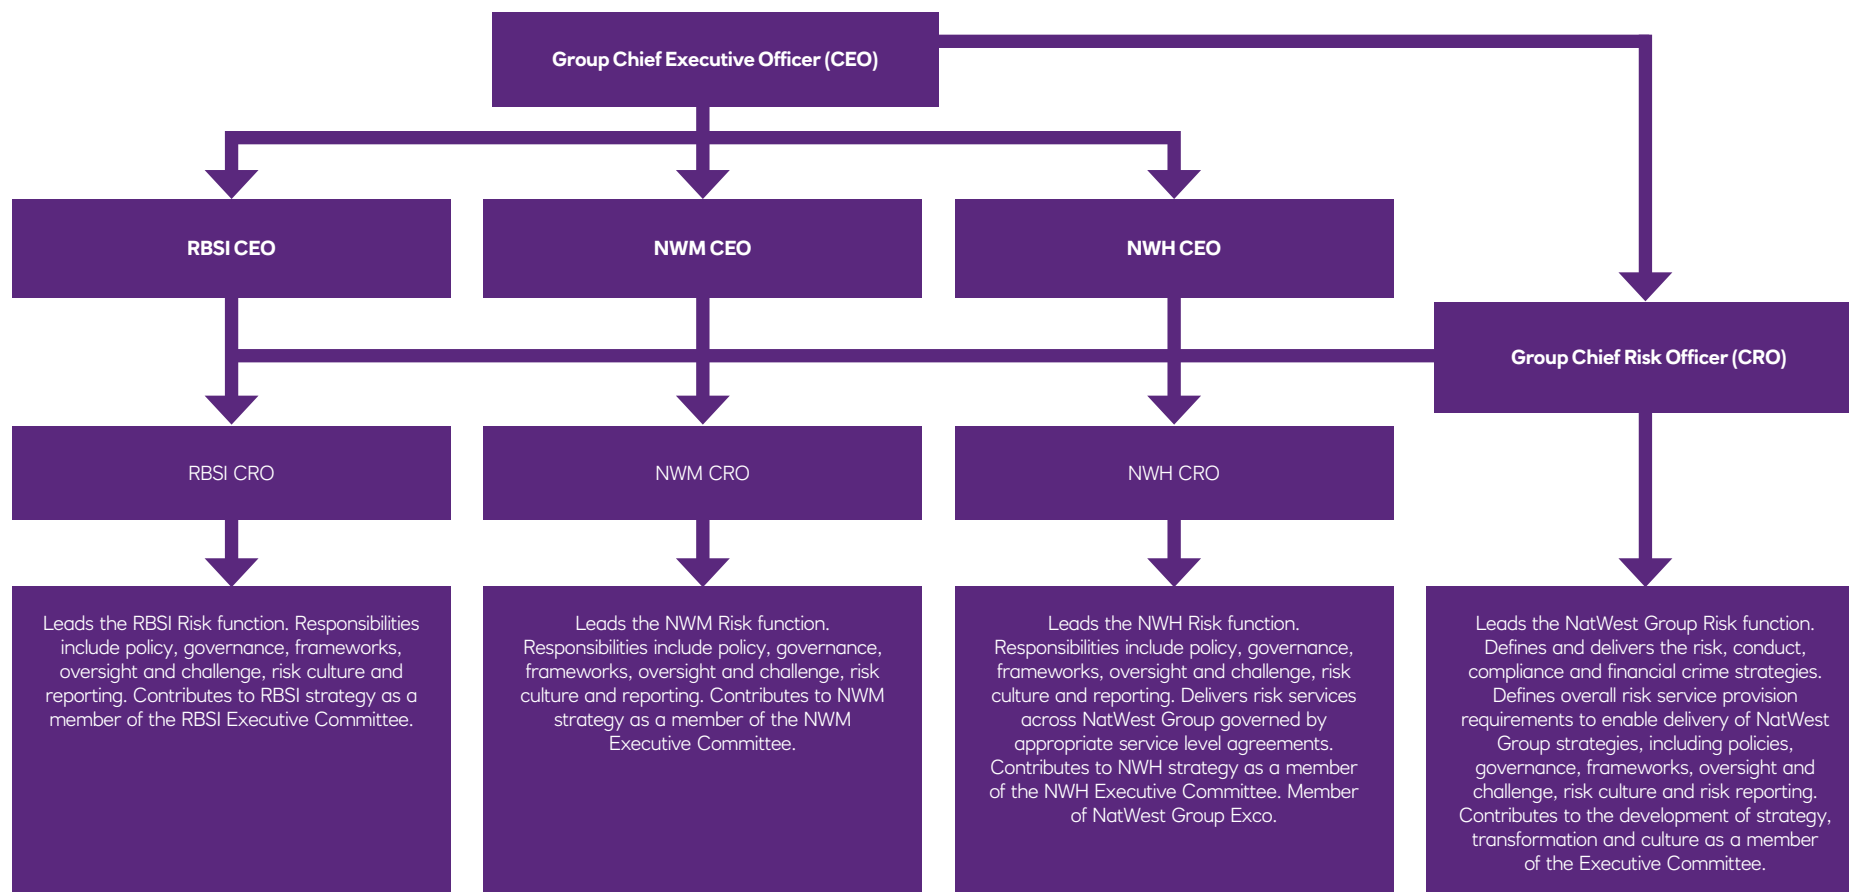 Group Chief Executive Officer (CEO)
RBSI CEO
NWM CEO
NWH CEO
Group Chief Risk Officer (CRO)
RBSI CRO
NWM CRO
NWH CRO
Leads the RBSI Risk function. Responsibilities
include policy, governance, frameworks,
oversight and challenge, risk culture and
reporting. Contributes to RBSI strategy as a
member of the RBSI Executive Committee.
Leads the NWM Risk function.
Responsibilities include policy, governance,
frameworks, oversight and challenge, risk
culture and reporting. Contributes to NWM
strategy as a member of the NWM
Executive Committee.
Leads the NWH Risk function.
Responsibilities include policy, governance,
frameworks, oversight and challenge, risk
culture and reporting. Delivers risk services
across NatWest Group governed by
appropriate service level agreements.
Contributes to NWH strategy as a member
of the NWH Executive Committee. Member
of NatWest Group Exco.
Leads the NatWest Group Risk function.
Defines and delivers the risk, conduct,
compliance and financial crime strategies.
Defines overall risk service provision
requirements to enable delivery of NatWest
Group strategies, including policies,
governance, frameworks, oversight and
challenge, risk culture and risk reporting.
Contributes to the development of strategy,
transformation and culture as a member
of the Executive Committee.